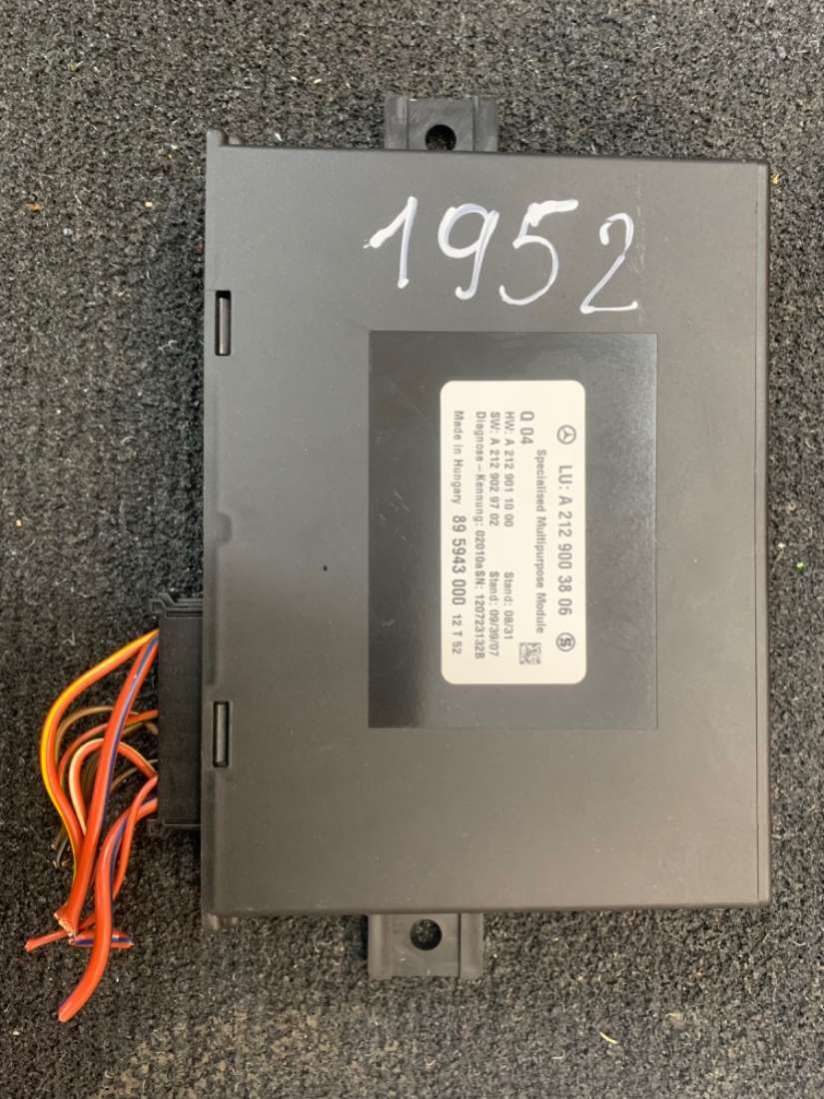 1952
LU: A 212 900 38 06
Specialised Multipurpose Module
Q 04
HW: A 212 901 10 00 Stand: 08/31
SW: A 212 902 97 02 Stand: 09/39/07
Diagnose - Kennung: 02010a SN: 120723132B
Made in Hungary 89 5943 000 12 T 52